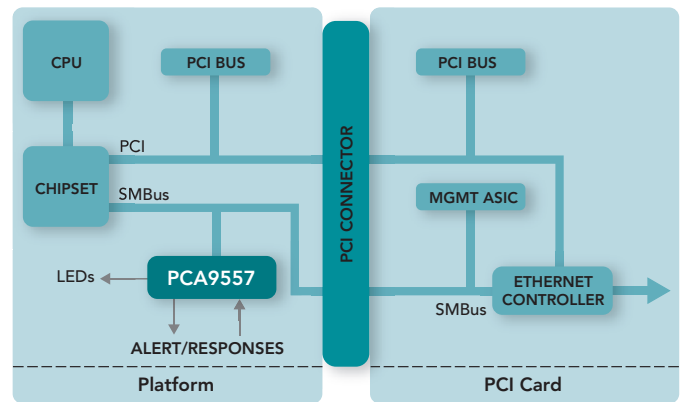 CPU
PCI BUS
PCI BUS
PCI
CHIPSET
SMBus
PCI CONNECTOR
MGMT ASIC
LEDs
PCA9557
ETHERNET
CONTROLLER
SMBus
ALERT/RESPONSES
Platform
PCI Card